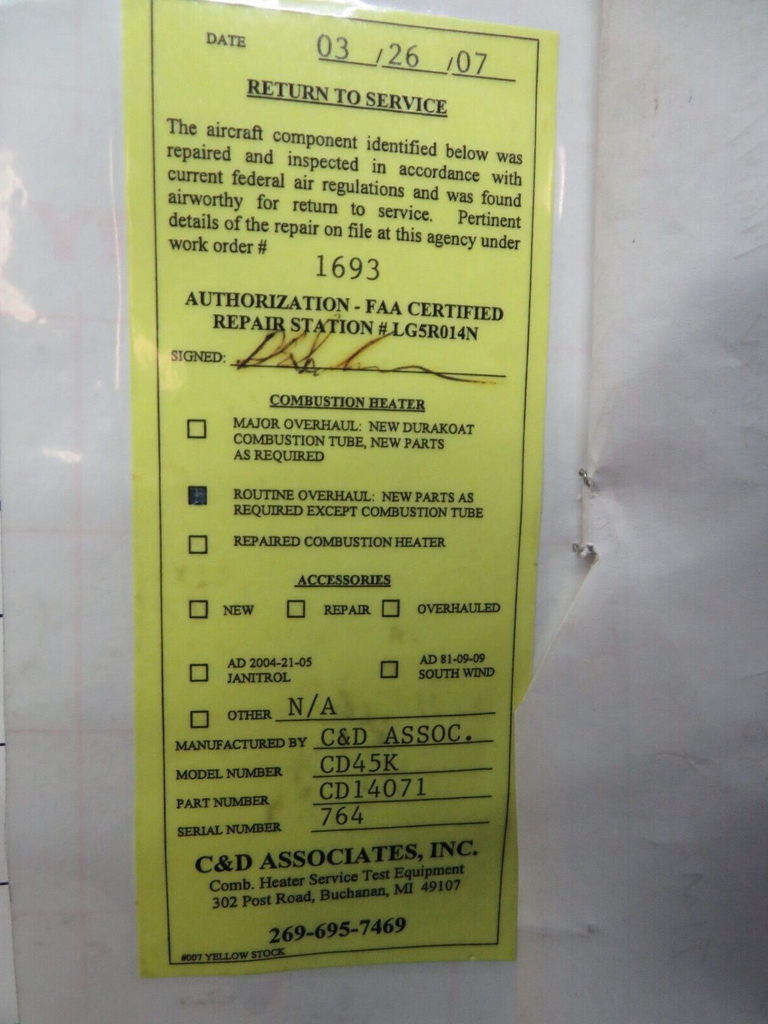 DATE 03 / 26 / 07
RETURN TO SERVICE
The aircraft component identified below was
repaired and inspected in accordance with
current federal air regulations and was found
airworthy for return to service. Pertinent
details of the repair on file at this agency under
work order #
1693
AUTHORIZATION - FAA CERTIFIED
REPAIR STATION # LG5R014N
SIGNED:
COMBUSTION HEATER
MAJOR OVERHAUL: NEW DURAKOAT
COMBUSTION TUBE, NEW PARTS
AS REQUIRED
ROUTINE OVERHAUL: NEW PARTS AS
REQUIRED EXCEPT COMBUSTION TUBE
REPAIRED COMBUSTION HEATER
ACCESSORIES
NEW REPAIR OVERHAULED
AD 2004-21-05
JANITROL
AD 81-09-09
SOUTH WIND
OTHER N/A
MANUFACTURED BY C&D ASSOC.
MODEL NUMBER CD45K
PART NUMBER CD14071
SERIAL NUMBER 764
C&D ASSOCIATES, INC.
Comb. Heater Service Test Equipment
302 Post Road, Buchanan, MI 49107
269-695-7469
#007 YELLOW STOCK